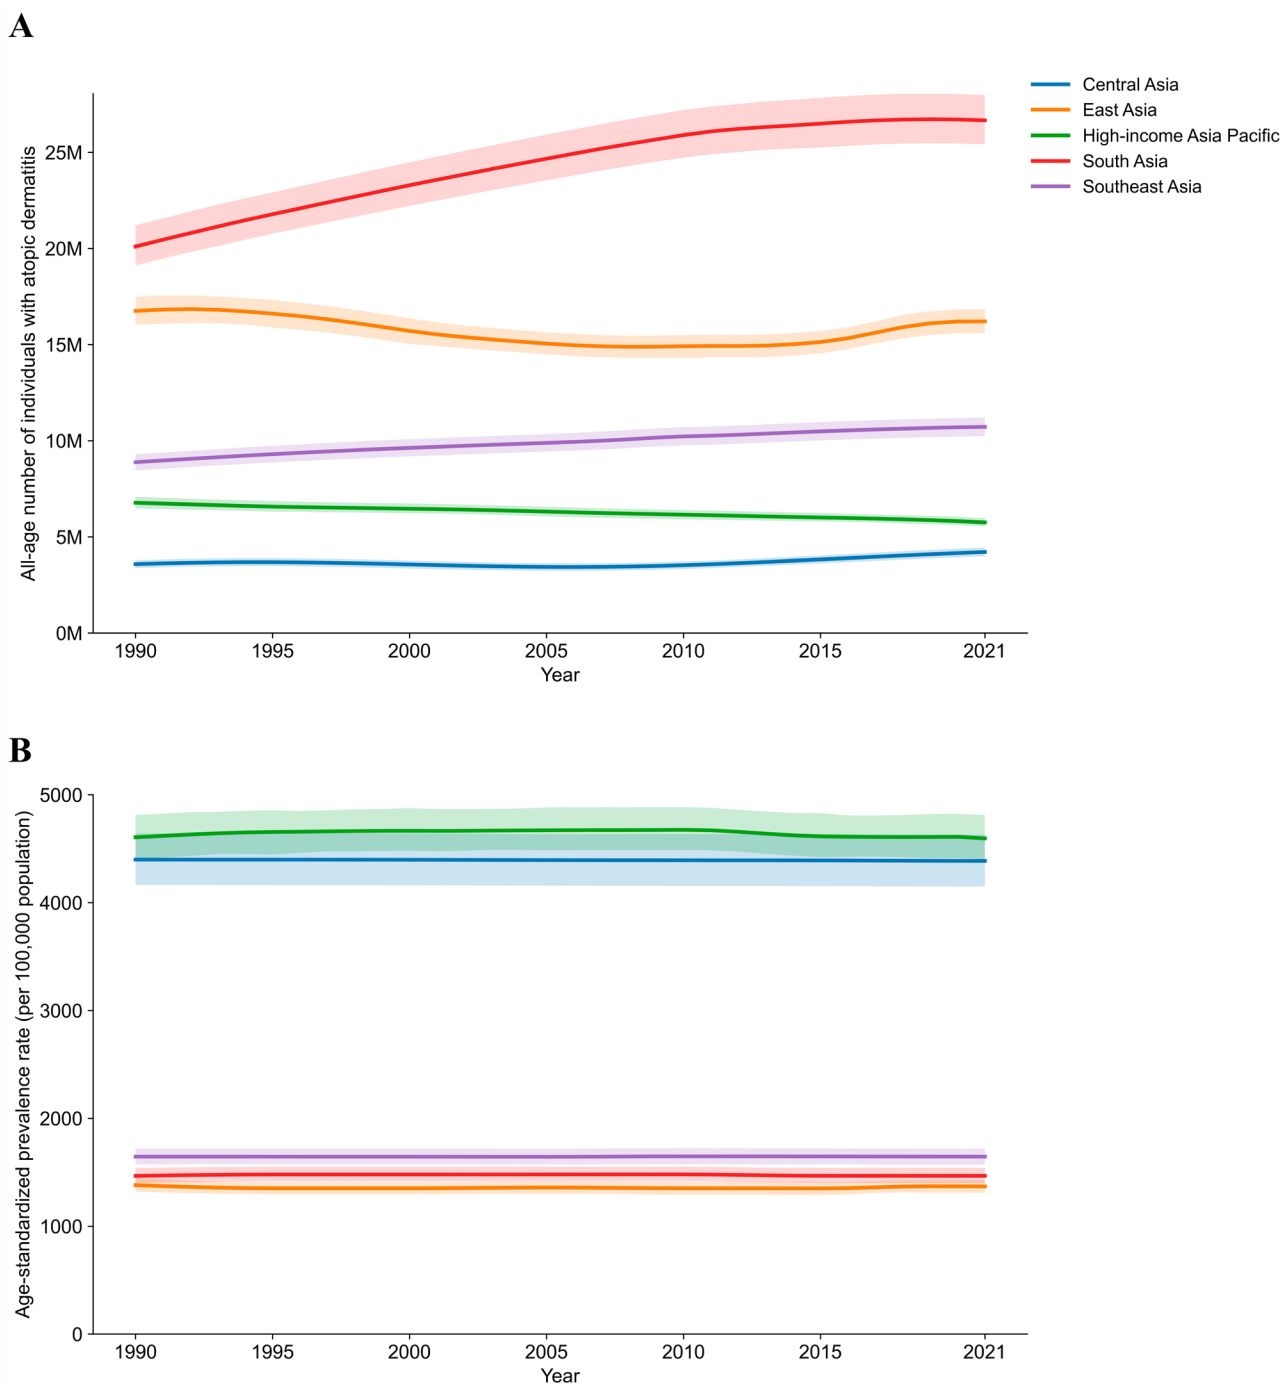 A
Central Asia
East Asia
High-income Asia Pacific
South Asia
Southeast Asia
All-age number of individuals with atopic dermatitis
25M
20M
15M
10M
5M
0M
1990 1995 2000 2005 2010 2015 2021
Year
B
Age-standardized prevalence rate (per 100,000 population)
5000
4000
3000
2000
1000
0
1990 1995 2000 2005 2010 2015 2021
Year